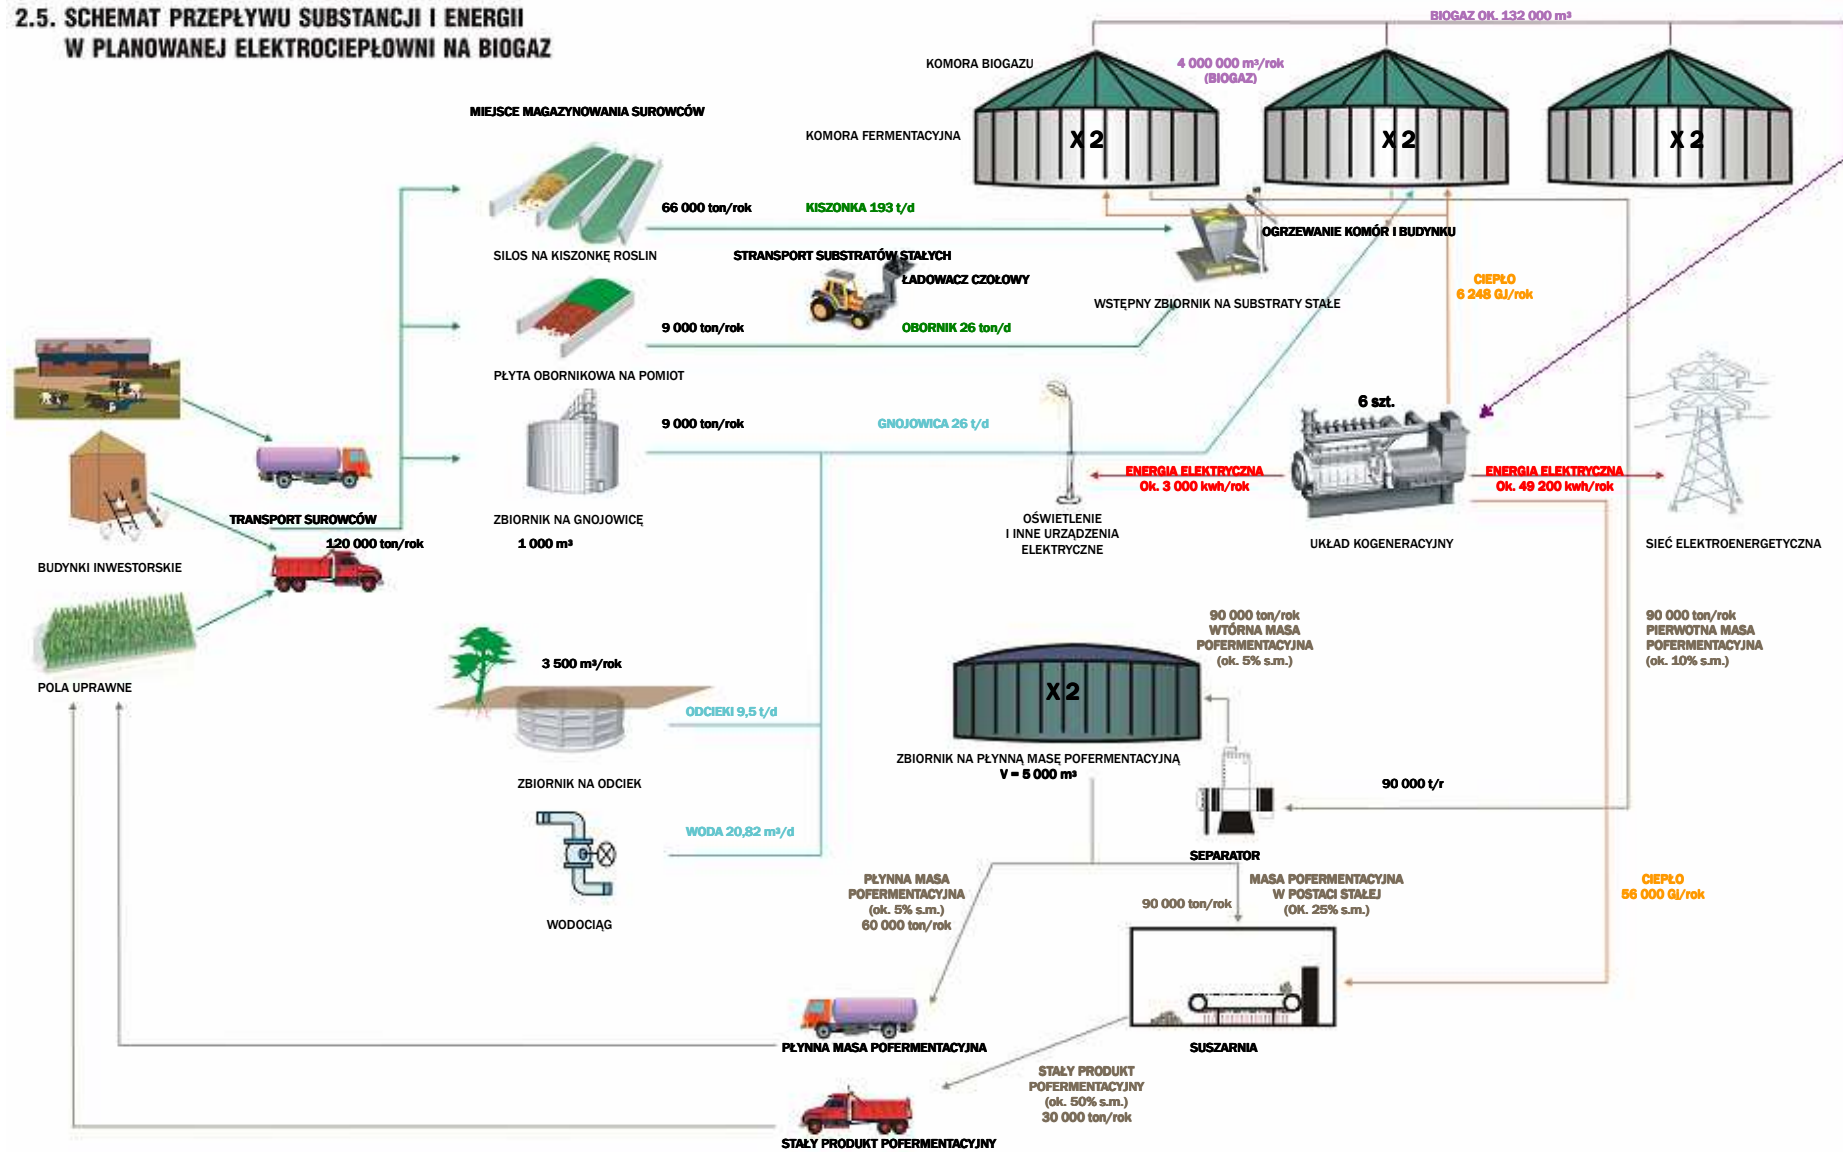 2.5. SCHEMAT PRZEPŁYWU SUBSTANCJI I ENERGII
W PLANOWANEJ ELEKTROCIEPŁOWNI NA BIOGAZ
BIOGAZ OK. 132 000 m³
KOMORA BIOGAZU
4 000 000 m³/rok
(BIOGAZ)
MIEJSCE MAGAZYNOWANIA SUROWCÓW
KOMORA FERMENTACYJNA
X 2
X 2
X 2
66 000 ton/rok
KISZONKA 193 t/d
OGRZEWANIE KOMÓR I BUDYNKU
SILOS NA KISZONKĘ ROSLIN
STRANSPORT SUBSTRATÓW STAŁYCH
ŁADOWACZ CZOŁOWY
CIEPŁO
6 248 GJ/rok
WSTĘPNY ZBIORNIK NA SUBSTRATY STAŁE
9 000 ton/rok
OBORNIK 26 ton/d
PŁYTA OBORNIKOWA NA POMIOT
6 szt.
9 000 ton/rok
GNOJOWICA 26 t/d
ENERGIA ELEKTRYCZNA
Ok. 3 000 kwh/rok
ENERGIA ELEKTRYCZNA
Ok. 49 200 kwh/rok
TRANSPORT SUROWCÓW
120 000 ton/rok
ZBIORNIK NA GNOJOWICĘ
1 000 m³
OŚWIETLENIE
I INNE URZĄDZENIA
ELEKTRYCZNE
UKŁAD KOGENERACYJNY
SIEĆ ELEKTROENERGETYCZNA
BUDYNKI INWESTORSKIE
90 000 ton/rok
WTÓRNA MASA
POFERMENTACYJNA
(ok. 5% s.m.)
90 000 ton/rok
PIERWOTNA MASA
POFERMENTACYJNA
(ok. 10% s.m.)
3 500 m³/rok
POLA UPRAWNE
X 2
ODCIEKI 9,5 t/d
ZBIORNIK NA PŁYNNĄ MASĘ POFERMENTACYJNĄ
V = 5 000 m³
ZBIORNIK NA ODCIEK
90 000 t/r
WODA 20,82 m³/d
SEPARATOR
PŁYNNA MASA
POFERMENTACYJNA
(ok. 5% s.m.)
60 000 ton/rok
90 000 ton/rok
MASA POFERMENTACYJNA
W POSTACI STAŁEJ
(OK. 25% s.m.)
CIEPŁO
56 000 GJ/rok
WODOCIĄG
PŁYNNA MASA POFERMENTACYJNA
SUSZARNIA
STAŁY PRODUKT
POFERMENTACYJNY
(ok. 50% s.m.)
30 000 ton/rok
STAŁY PRODUKT POFERMENTACYJNY